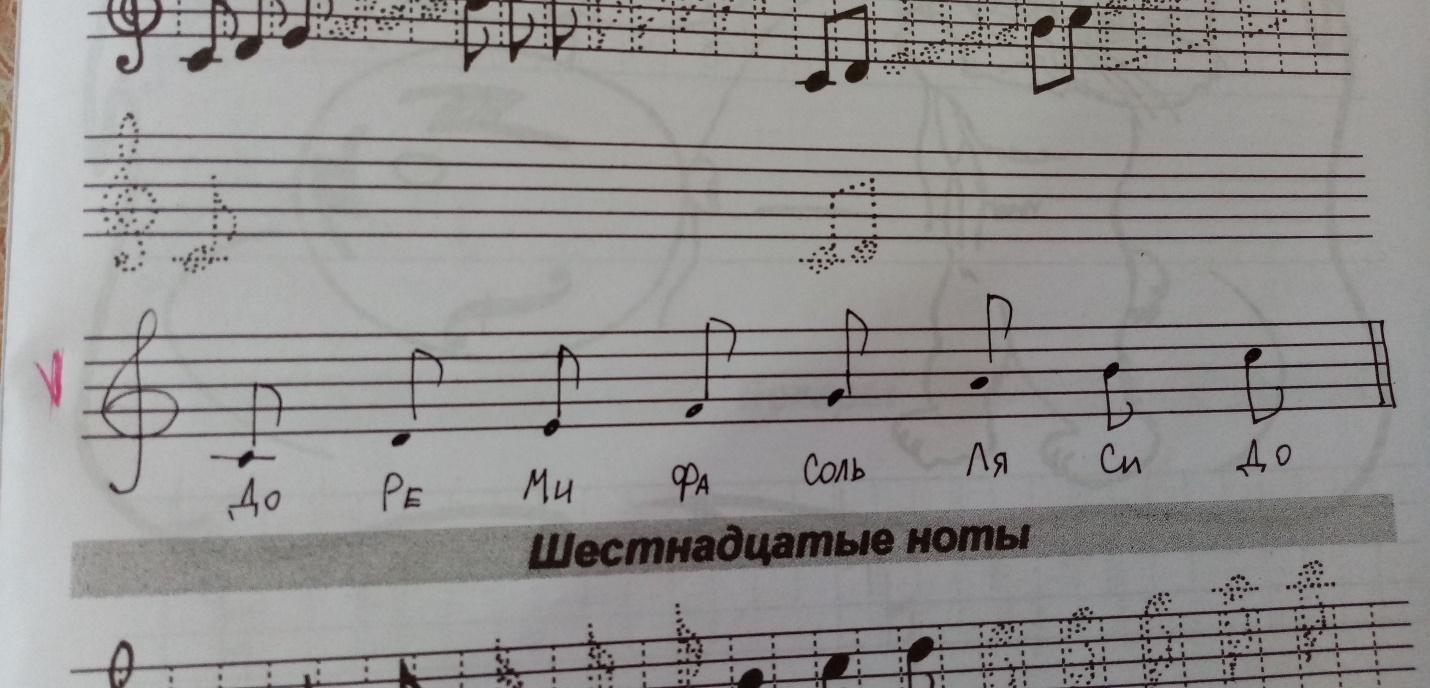 До Ре Ми Фа Соль Ля Си До
Шестнадцатые ноты